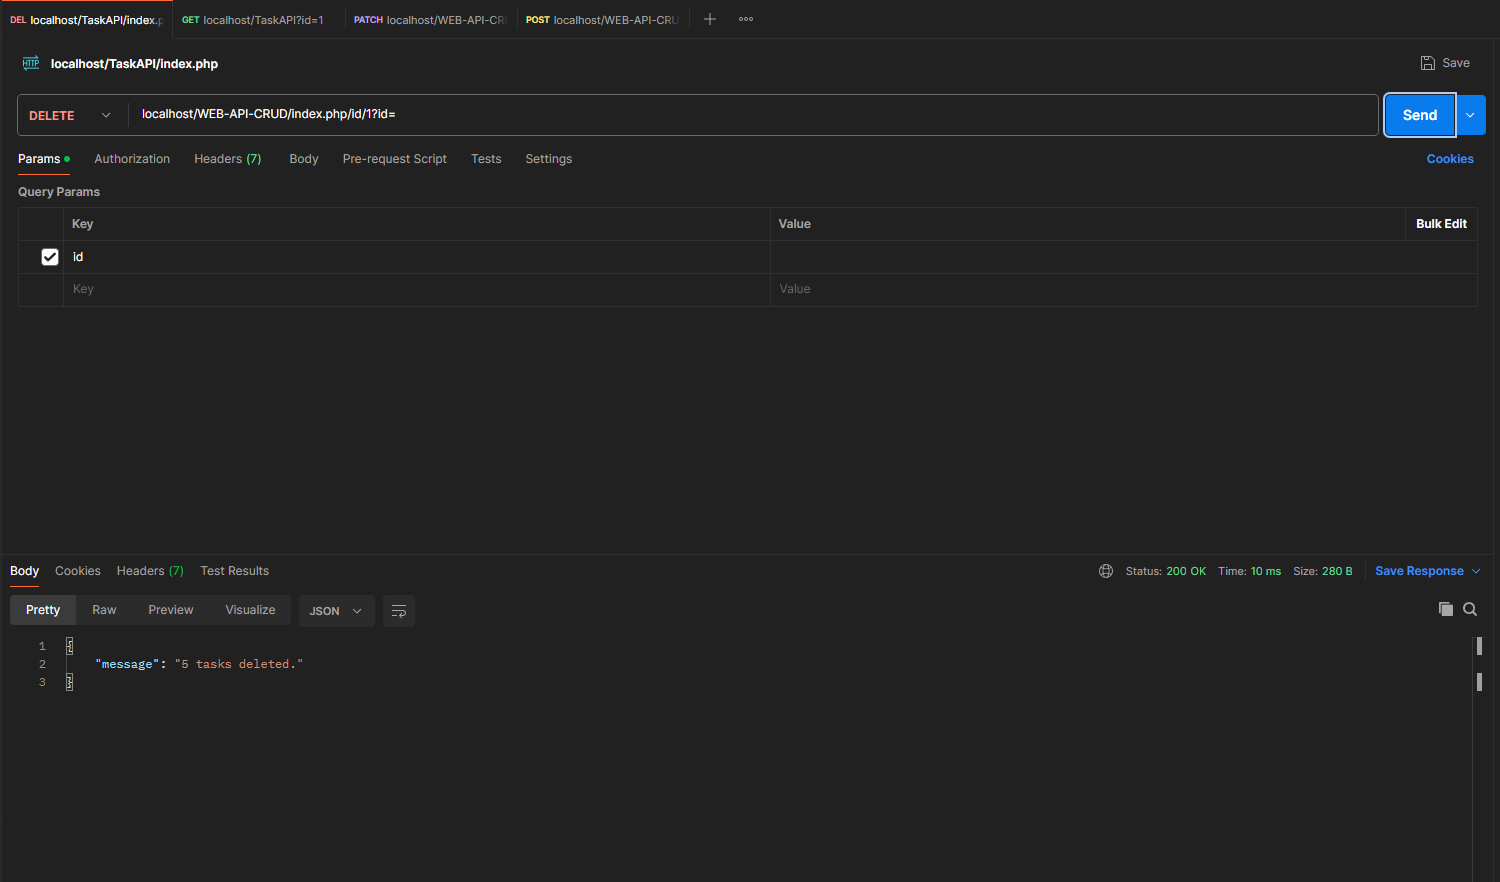 DEL localhost/TaskAPI/index.p GET localhost/TaskAPI?id=1 PATCH localhost/WEB-API-CR POST localhost/WEB-API-CRU
HTTP localhost/TaskAPI/index.php Save
DELETE localhost/WEB-API-CRUD/index.php/id/1?id= Send
Params Authorization Headers (7) Body Pre-request Script Tests Settings Cookies
Query Params
Key Value Bulk Edit
id
Key Value
Body Cookies Headers (7) Test Results Status: 200 OK Time: 10 ms Size: 280 B Save Response
Pretty Raw Preview Visualize JSON
1 {
2 "message": "5 tasks deleted."
3 }